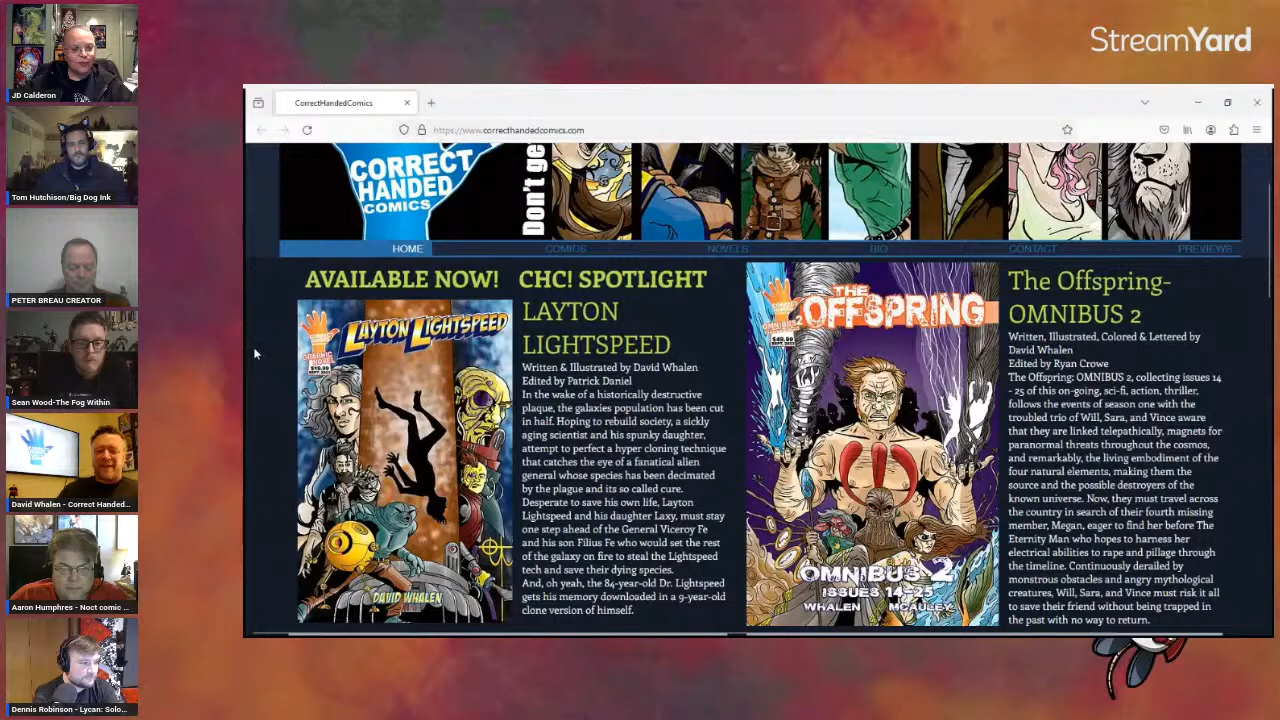 StreamYard
JD Calderon
Tom Hutchison/Big Dog Ink
PETER BREAU CREATOR
Sean Wood-The Fog Within
David Whalen - Correct Handed...
Aaron Humphres - Noct comic ...
Dennis Robinson - Lycan: Solo...
CorrectHandedComics
https://www.correcthandedcomics.com
CORRECT
HANDED
COMICS
Don't ge
HOME
COMICS
NOVELS
BIO
CONTACT
PREVIEWS
AVAILABLE NOW!
CHC! SPOTLIGHT
LAYTON LIGHTSPEED
GRAPHIC
NOVEL
$19.99
DAVID WHALEN
LAYTON
LIGHTSPEED
Written & Illustrated by David Whalen
Edited by Patrick Daniel
In the wake of a historically destructive
plaque, the galaxies population has been cut
in half. Hoping to rebuild society, a sickly
aging scientist and his spunky daughter,
attempt to perfect a hyper cloning technique
that catches the eye of a fanatical alien
general whose species has been decimated
by the plague and its so called cure.
Desperate to save his own life, Layton
Lightspeed and his daughter Laxy, must stay
one step ahead of the General Viceroy Fe
and his son Filius Fe who would set the rest
of the galaxy on fire to steal the Lightspeed
tech and save their dying species.
And, oh yeah, the 84-year-old Dr. Lightspeed
gets his memory downloaded in a 9-year-old
clone version of himself.
THE
OFFSPRING
OMNIBUS 2
$49.99
OMNIBUS 2
ISSUES 14-25
WHALEN
MCAULEY
The Offspring-
OMNIBUS 2
Written, Illustrated, Colored & Lettered by
David Whalen
Edited by Ryan Crowe
The Offspring: OMNIBUS 2, collecting issues 14
- 25 of this on-going, sci-fi, action, thriller,
follows the events of season one with the
troubled trio of Will, Sara, and Vince aware
that they are linked telepathically, magnets for
paranormal threats throughout the cosmos,
and remarkably, the living embodiment of the
four natural elements, making them the
source and the possible destroyers of the
known universe. Now, they must travel across
the country in search of their fourth missing
member, Megan, eager to find her before The
Eternity Man who hopes to harness her
electrical abilities to rape and pillage through
the timeline. Continuously derailed by
monstrous obstacles and angry mythological
creatures, Will, Sara, and Vince must risk it all
to save their friend without being trapped in
the past with no way to return.